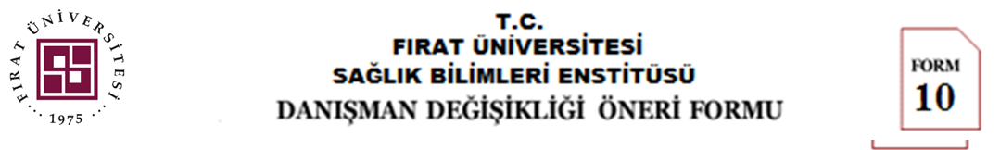 FIRAT ÜNİVERSİTESİ
1975
T.C.
FIRAT ÜNİVERSİTESİ
SAĞLIK BİLİMLERİ ENSTİTÜSÜ
DANIŞMAN DEĞİŞİKLİĞİ ÖNERİ FORMU
FORM
10